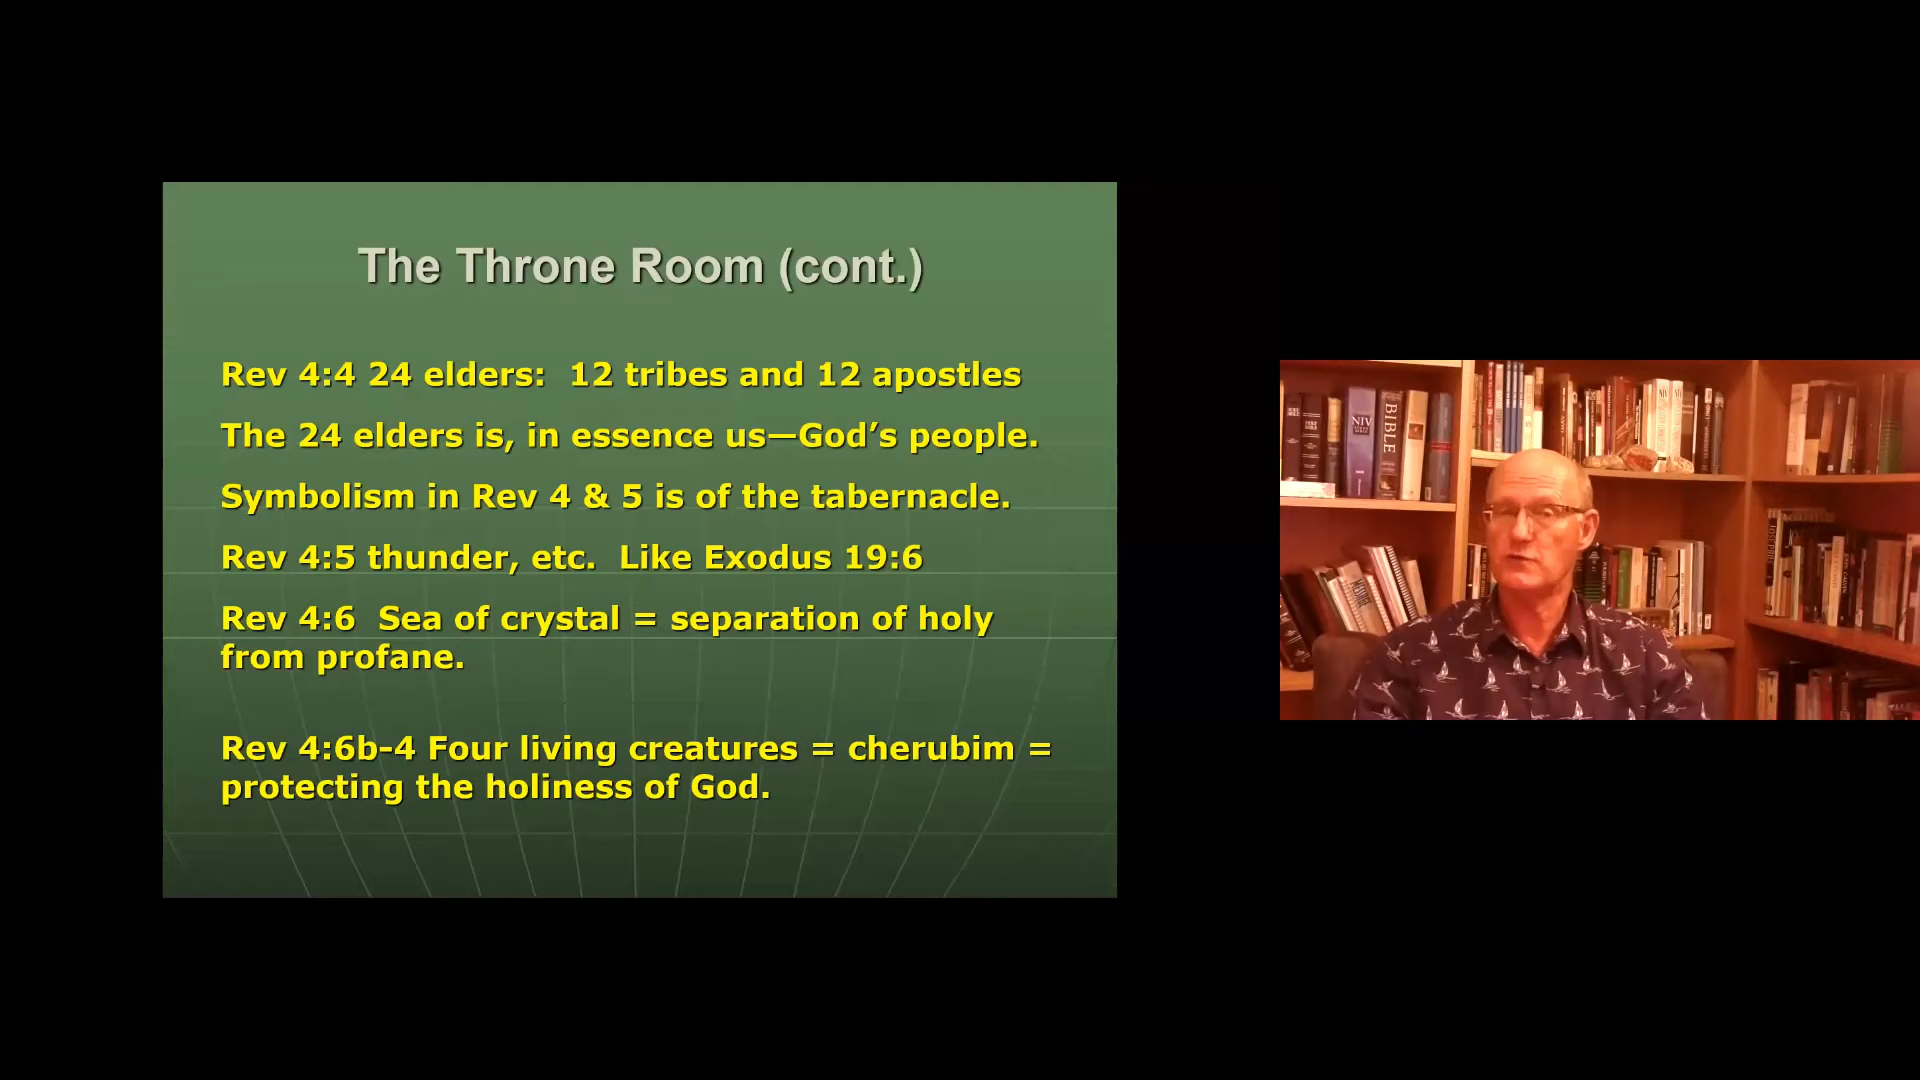 The Throne Room (cont.)
Rev 4:4 24 elders:  12 tribes and 12 apostles
The 24 elders is, in essence us—God’s people.
Symbolism in Rev 4 & 5 is of the tabernacle.
Rev 4:5 thunder, etc.  Like Exodus 19:6
Rev 4:6  Sea of crystal = separation of holy
from profane.
Rev 4:6b-4 Four living creatures = cherubim =
protecting the holiness of God.
NIV
BIBLE